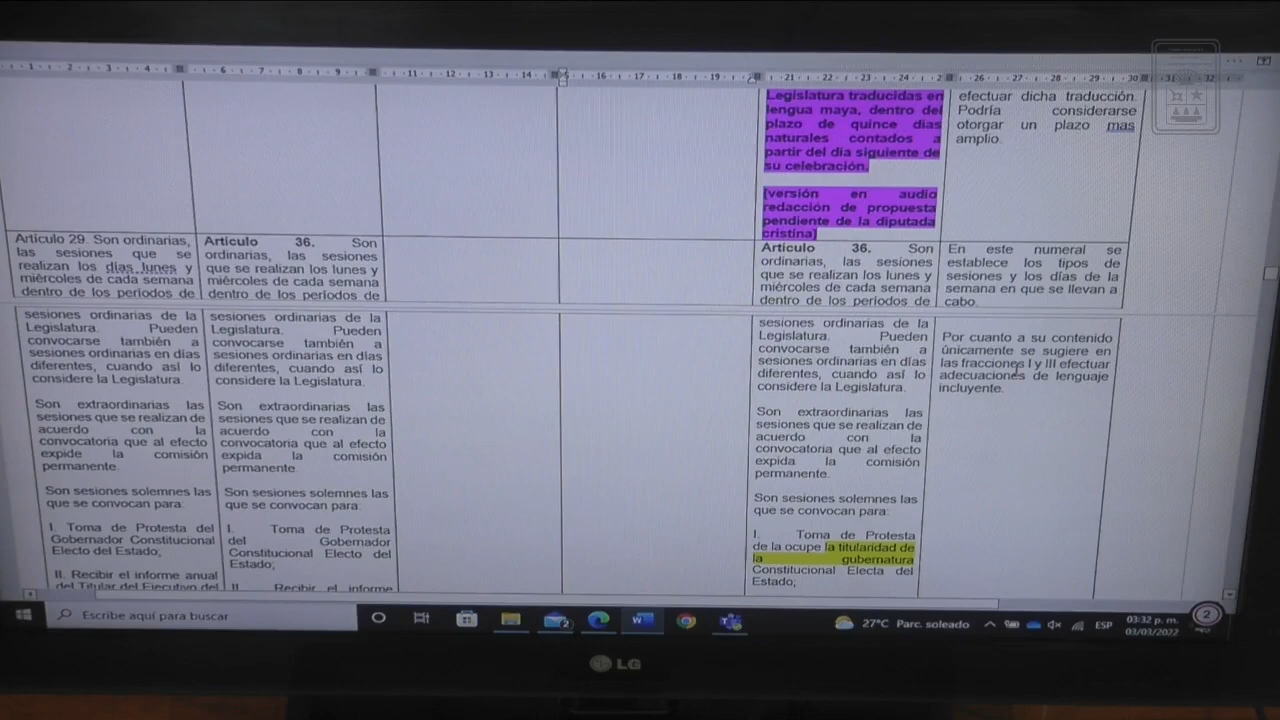 Legislatura traducidas en
lengua maya, dentro del
plazo de quince días
naturales contados a
partir del día siguiente de
su celebración.
[versión en audio
redacción de propuesta
pendiente de la diputada
cristina]
efectuar dicha traducción.
Podría considerarse
otorgar un plazo mas
amplio.
Artículo 29. Son ordinarias,
las sesiones que se
realizan los días lunes y
miércoles de cada semana
dentro de los períodos de
sesiones ordinarias de la
Legislatura. Pueden
convocarse también a
sesiones ordinarias en días
diferentes, cuando así lo
considere la Legislatura.
Son extraordinarias las
sesiones que se realizan de
acuerdo con la
convocatoria que al efecto
expide la comisión
permanente.
Son sesiones solemnes las
que se convocan para:
I. Toma de Protesta del
Gobernador Constitucional
Electo del Estado;
II. Recibir el informe anual
del Titular del Ejecutivo del
Artículo 36. Son
ordinarias, las sesiones
que se realizan los lunes y
miércoles de cada semana
dentro de los períodos de
sesiones ordinarias de la
Legislatura. Pueden
convocarse también a
sesiones ordinarias en días
diferentes, cuando así lo
considere la Legislatura.
Son extraordinarias las
sesiones que se realizan de
acuerdo con la
convocatoria que al efecto
expida la comisión
permanente.
Son sesiones solemnes las
que se convocan para:
I. Toma de Protesta
del Gobernador
Constitucional Electo del
Estado;
II. Recibir el informe
Artículo 36. Son
ordinarias, las sesiones
que se realizan los lunes y
miércoles de cada semana
dentro de los períodos de
sesiones ordinarias de la
Legislatura. Pueden
convocarse también a
sesiones ordinarias en días
diferentes, cuando así lo
considere la Legislatura.
Son extraordinarias las
sesiones que se realizan de
acuerdo con la
convocatoria que al efecto
expida la comisión
permanente.
Son sesiones solemnes las
que se convocan para:
I. Toma de Protesta
de la ocupe la titularidad de
la gubernatura
Constitucional Electa del
Estado;
En este numeral se
establece los tipos de
sesiones y los días de la
semana en que se llevan a
cabo.
Por cuanto a su contenido
únicamente se sugiere en
las fracciones I y III efectuar
adecuaciones de lenguaje
incluyente.
Escribe aquí para buscar
27°C Parc. soleado
ESP
03:32 p. m.
03/03/2022
2
LG